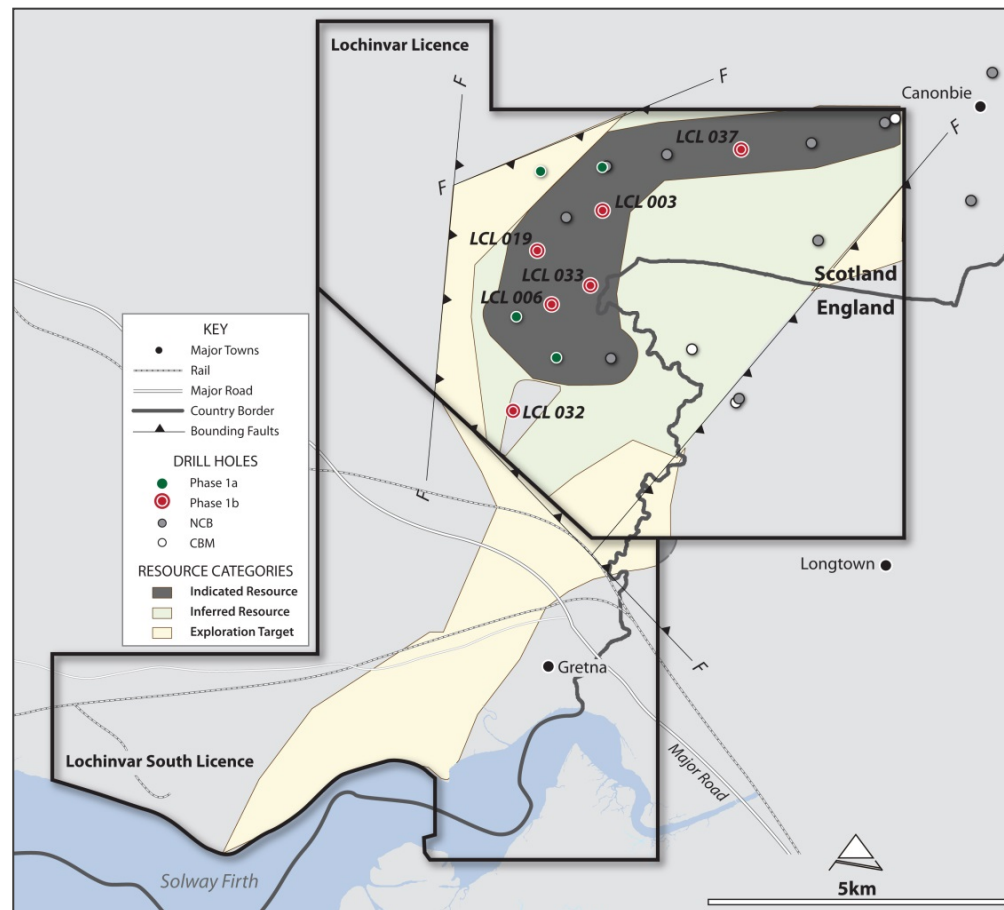 Lochinvar Licence
F
F
Canonbie
F
LCL 037
F
LCL 003
LCL 019
LCL 033
Scotland
LCL 006
England
KEY
Major Towns
Rail
Major Road
Country Border
Bounding Faults
DRILL HOLES
Phase 1a
Phase 1b
NCB
CBM
RESOURCE CATEGORIES
Indicated Resource
Inferred Resource
Exploration Target
LCL 032
F
Longtown
Gretna
F
Lochinvar South Licence
Major Road
Solway Firth
5km